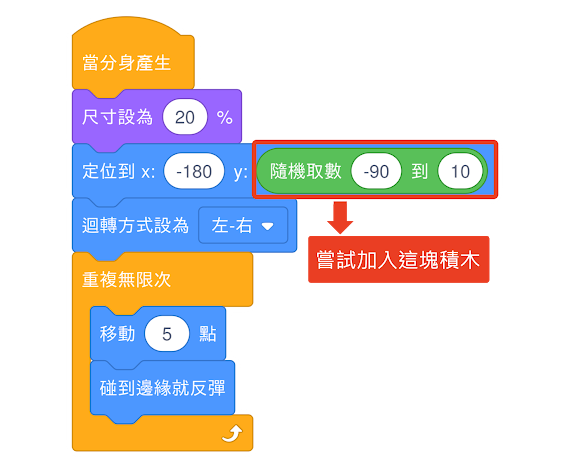 當分身產生
尺寸設為 20 %
定位到 x: -180 y: 隨機取數 -90 到 10
迴轉方式設為 左-右
嘗試加入這塊積木
重複無限次
移動 5 點
碰到邊緣就反彈